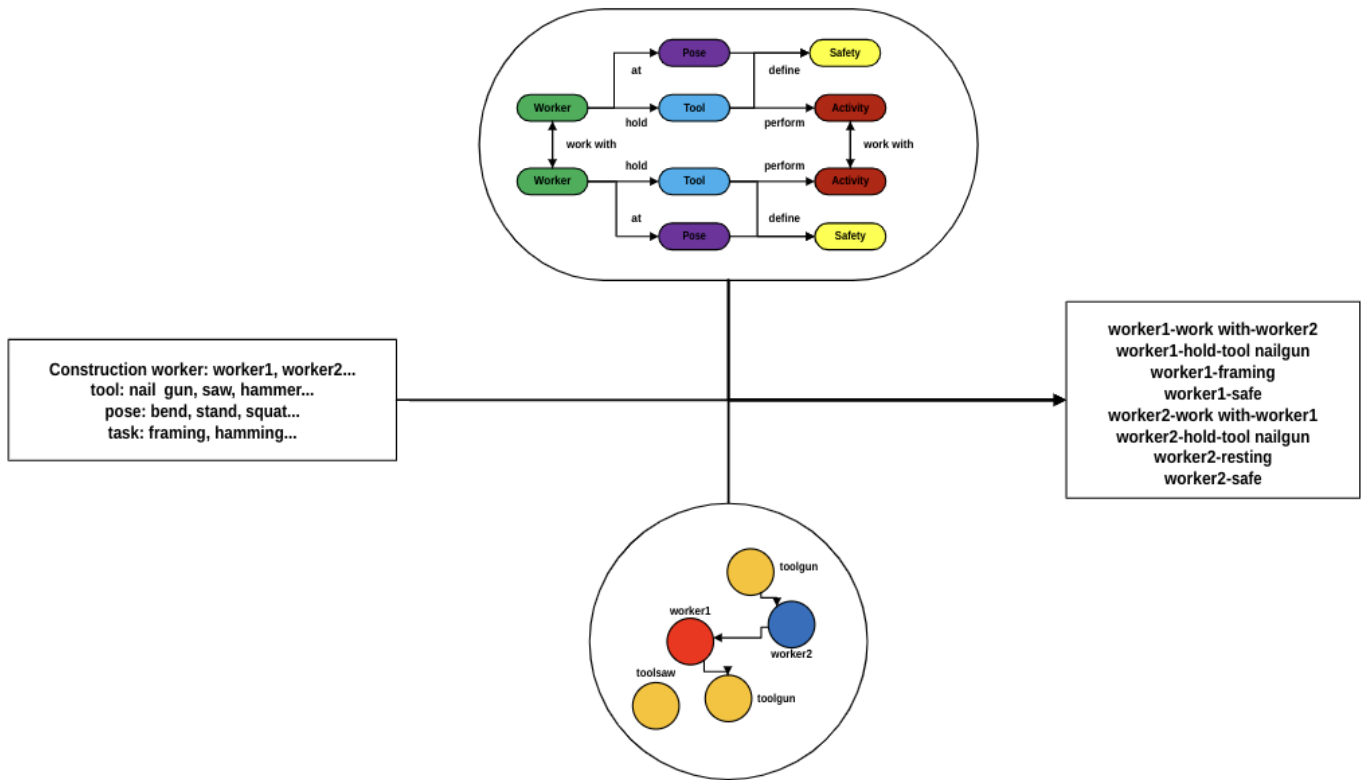 Pose
Safety
at
define
Worker
Tool
Activity
hold
perform
work with
work with
hold
perform
Worker
Tool
Activity
at
define
Pose
Safety
Construction worker: worker1, worker2...
tool: nail gun, saw, hammer...
pose: bend, stand, squat...
task: framing, hamming...
worker1-work with-worker2
worker1-hold-tool nailgun
worker1-framing
worker1-safe
worker2-work with-worker1
worker2-hold-tool nailgun
worker2-resting
worker2-safe
toolgun
worker1
worker2
toolsaw
toolgun